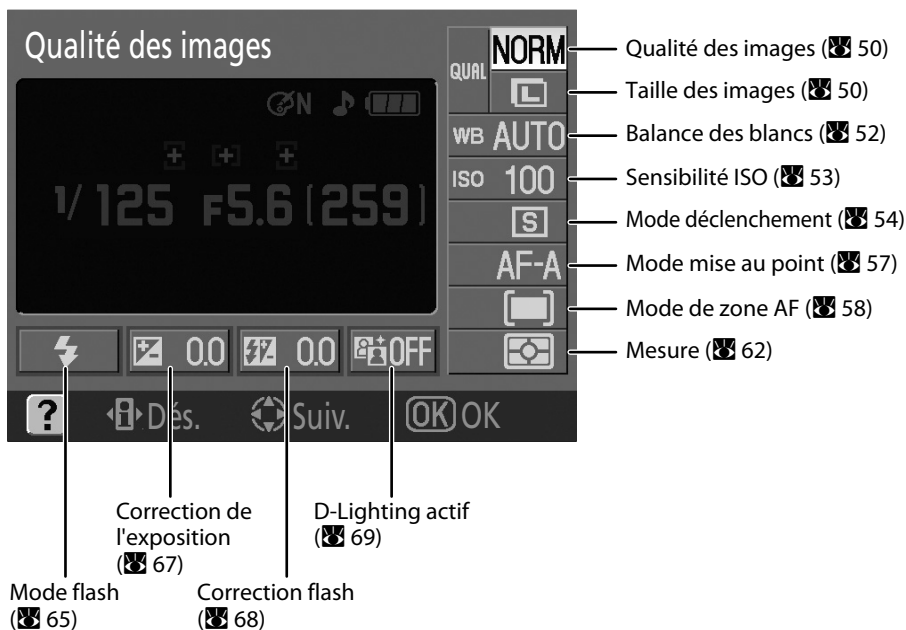 Qualité des images
QUAL NORM
L
N
WB AUTO
ISO 100
1/125 F5.6 (259)
S
AF-A
0.0
0.0
OFF
? i Dés. Suiv. OK OK
Qualité des images ( 50)
Taille des images ( 50)
Balance des blancs ( 52)
Sensibilité ISO ( 53)
Mode déclenchement ( 54)
Mode mise au point ( 57)
Mode de zone AF ( 58)
Mesure ( 62)
Correction de
l'exposition
( 67)
D-Lighting actif
( 69)
Mode flash
( 65)
Correction flash
( 68)